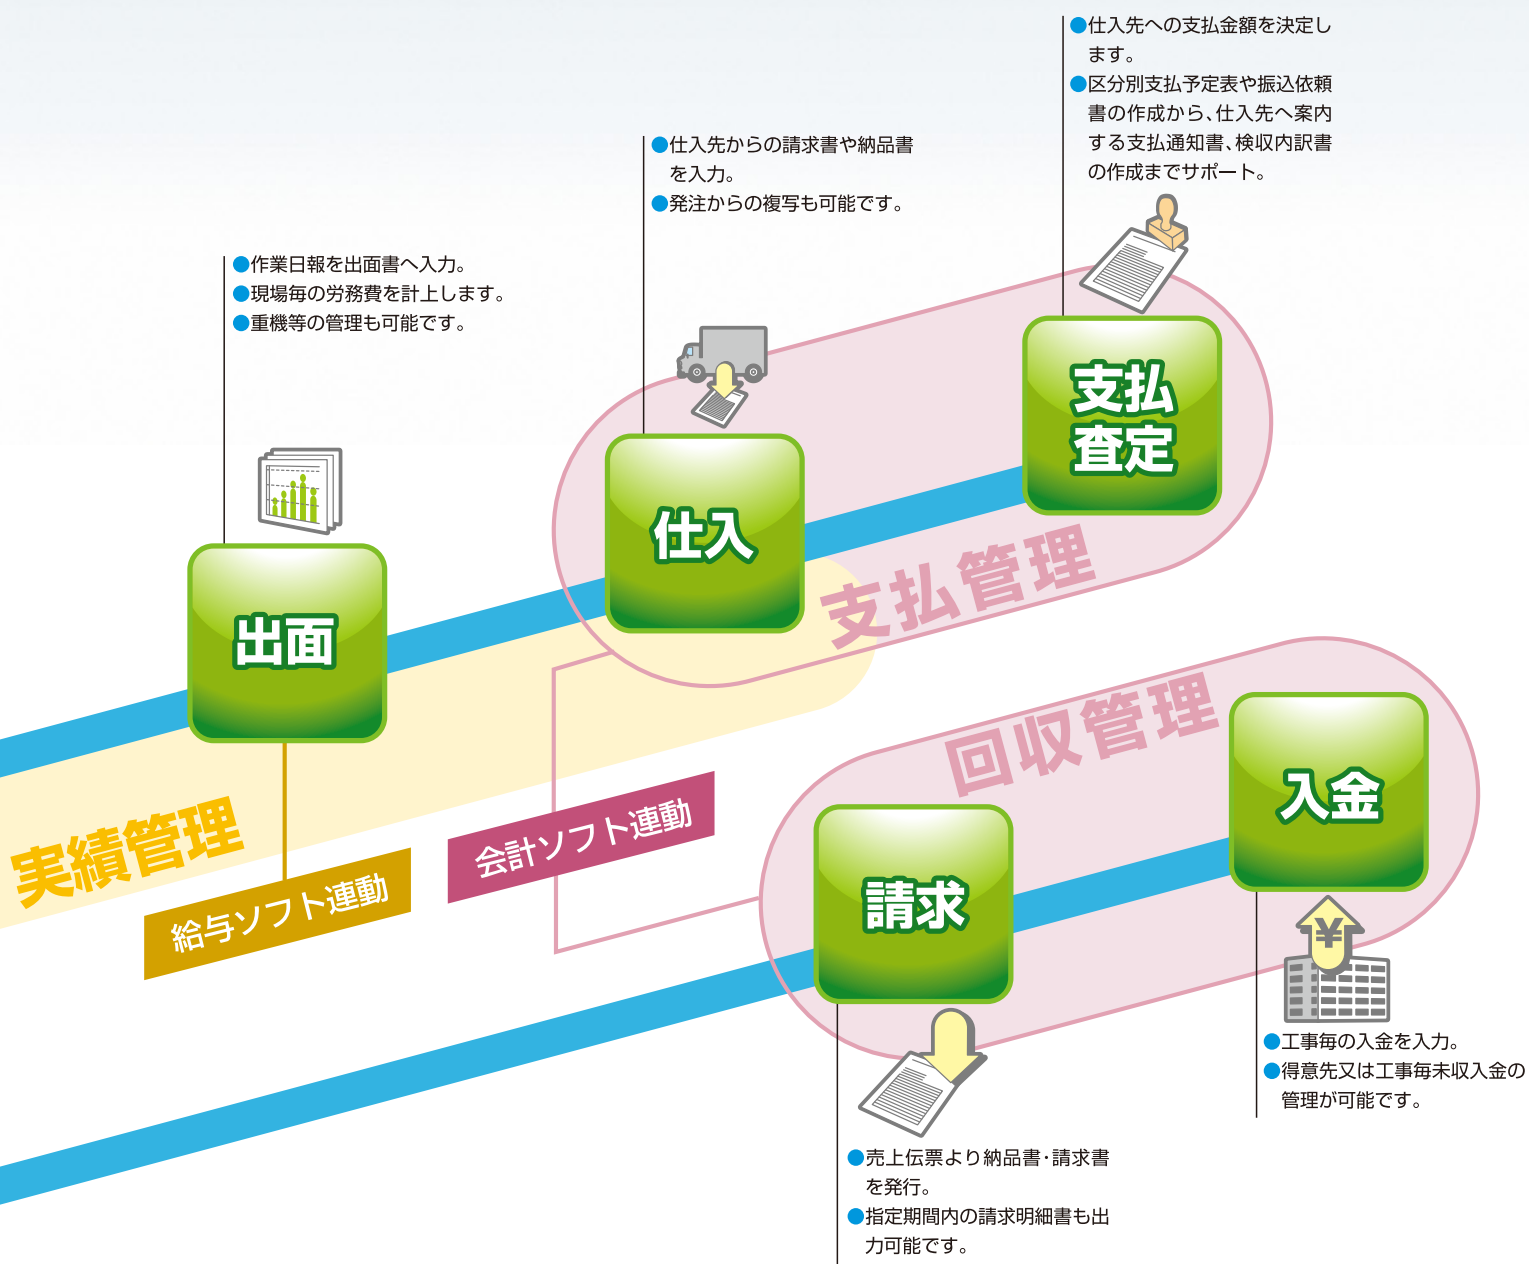 ●仕入先への支払金額を決定し
ます。
●区分別支払予定表や振込依頼
書の作成から、仕入先へ案内
する支払通知書、検収内訳書
の作成までサポート。
●仕入先からの請求書や納品書
を入力。
●発注からの複写も可能です。
●作業日報を出面書へ入力。
●現場毎の労務費を計上します。
●重機等の管理も可能です。
支払
査定
仕入
出面
支払管理
実績管理
給与ソフト連動
会計ソフト連動
回収管理
入金
請求
¥
●工事毎の入金を入力。
●得意先又は工事毎未収入金の
管理が可能です。
●売上伝票より納品書・請求書
を発行。
●指定期間内の請求明細書も出
力可能です。